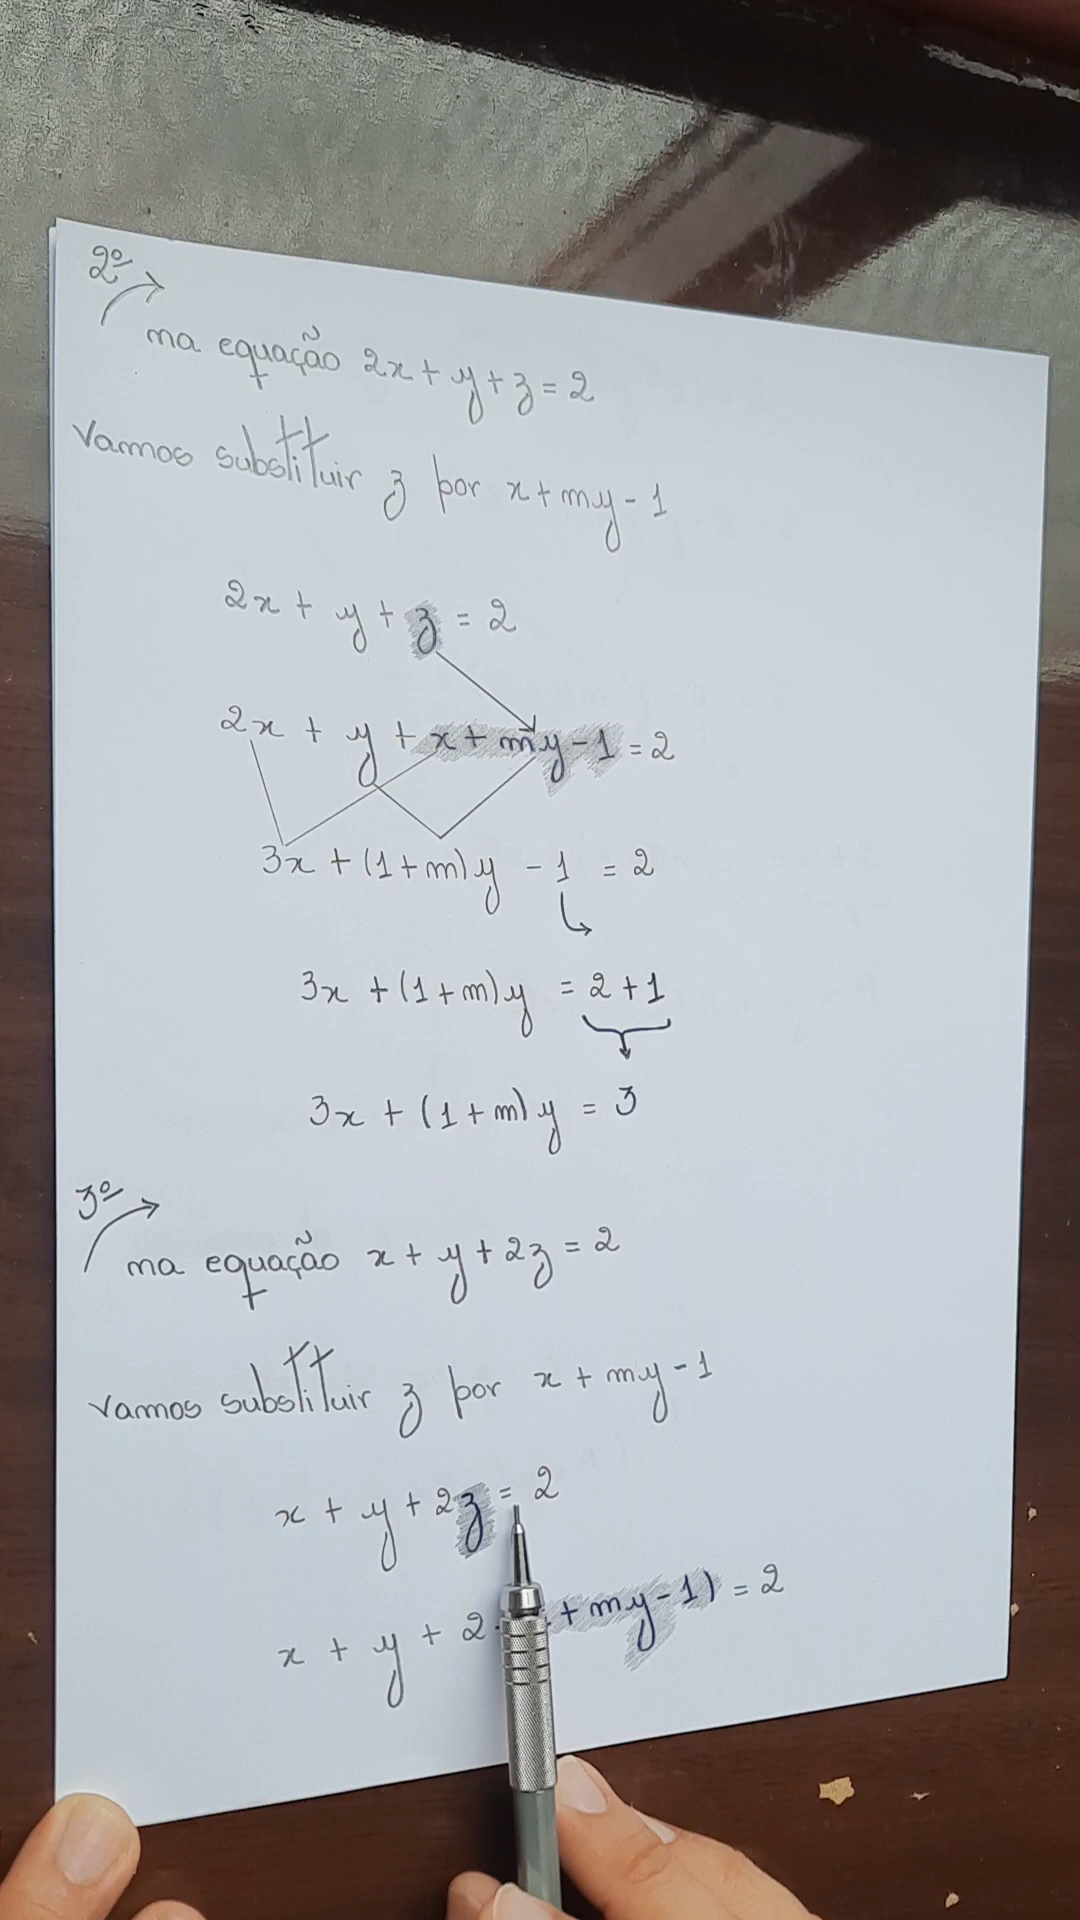 2º
na equação 2x + y + z = 2
Vamos substituir z por x + my - 1
2x + y + z = 2
2x + y + x + my - 1 = 2
3x + (1 + m)y - 1 = 2
3x + (1 + m)y = 2 + 1
3x + (1 + m)y = 3
3º
na equação x + y + 2z = 2
vamos substituir z por x + my - 1
x + y + 2z = 2
x + y + 2 + my - 1) = 2